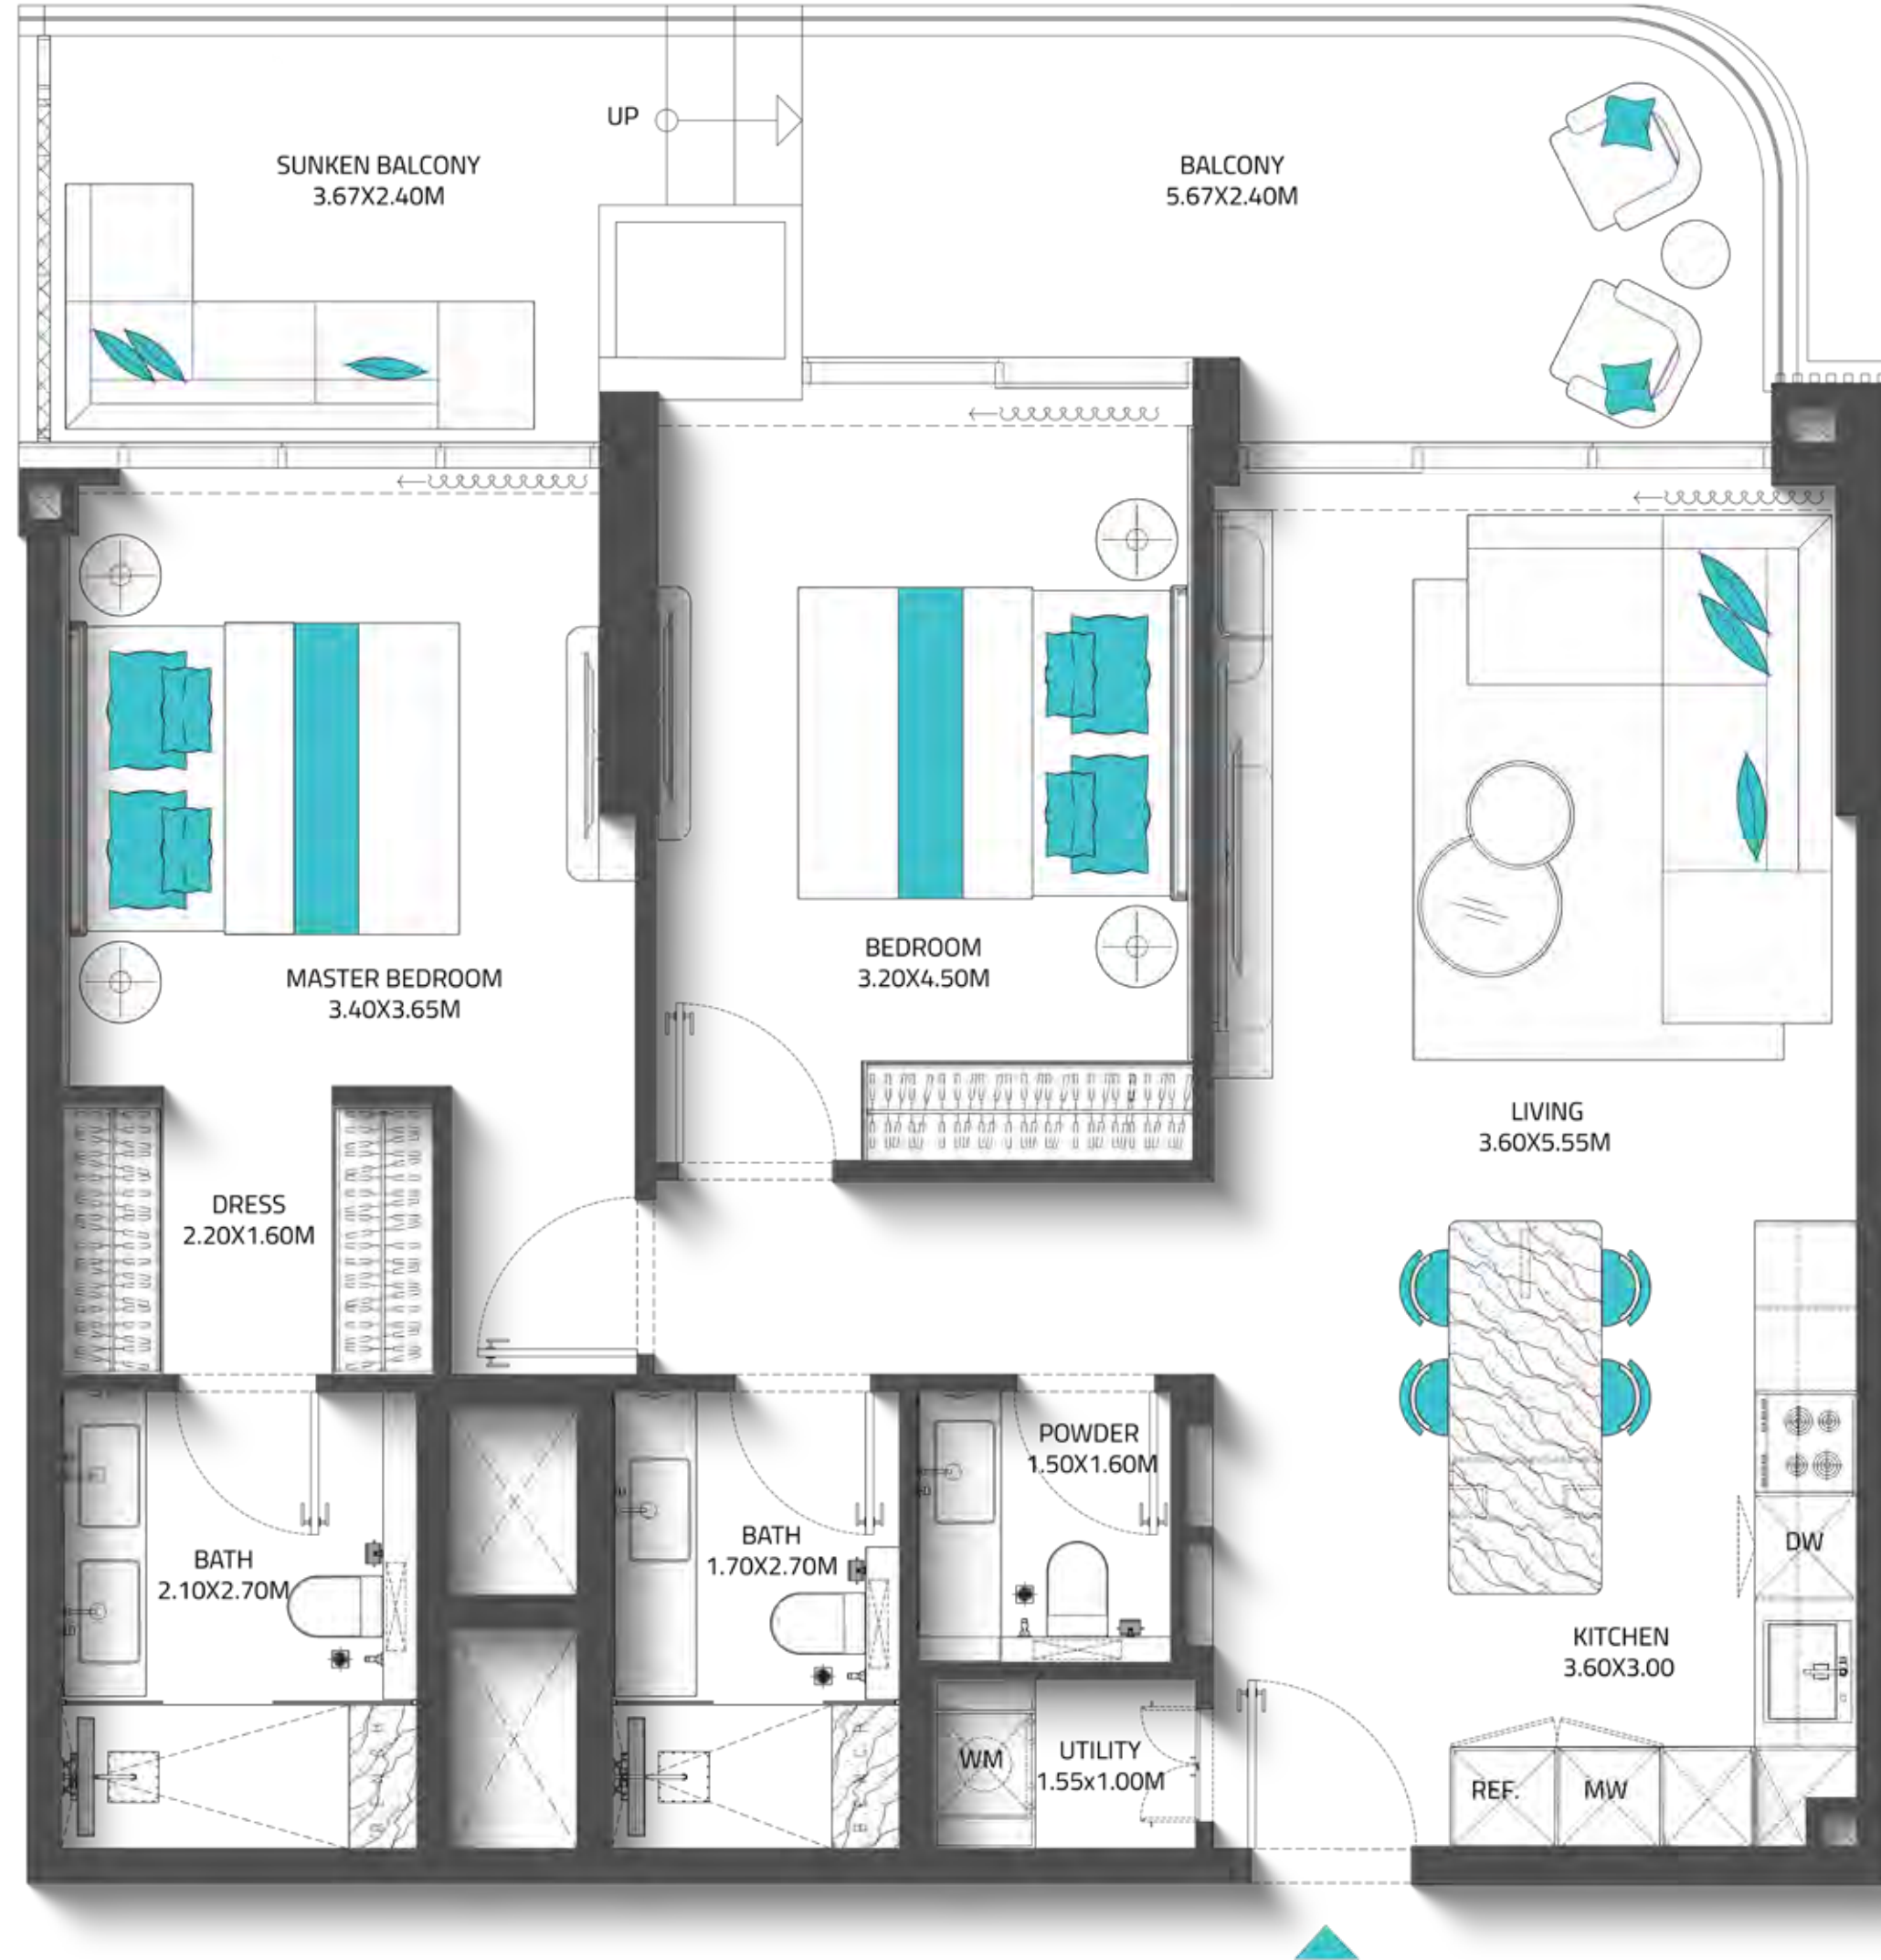 UP
SUNKEN BALCONY
3.67X2.40M
BALCONY
5.67X2.40M
MASTER BEDROOM
3.40X3.65M
BEDROOM
3.20X4.50M
LIVING
3.60X5.55M
DRESS
2.20X1.60M
POWDER
1.50X1.60M
BATH
2.10X2.70M
BATH
1.70X2.70M
DW
KITCHEN
3.60X3.00
WM
UTILITY
1.55x1.00M
REF.
MW